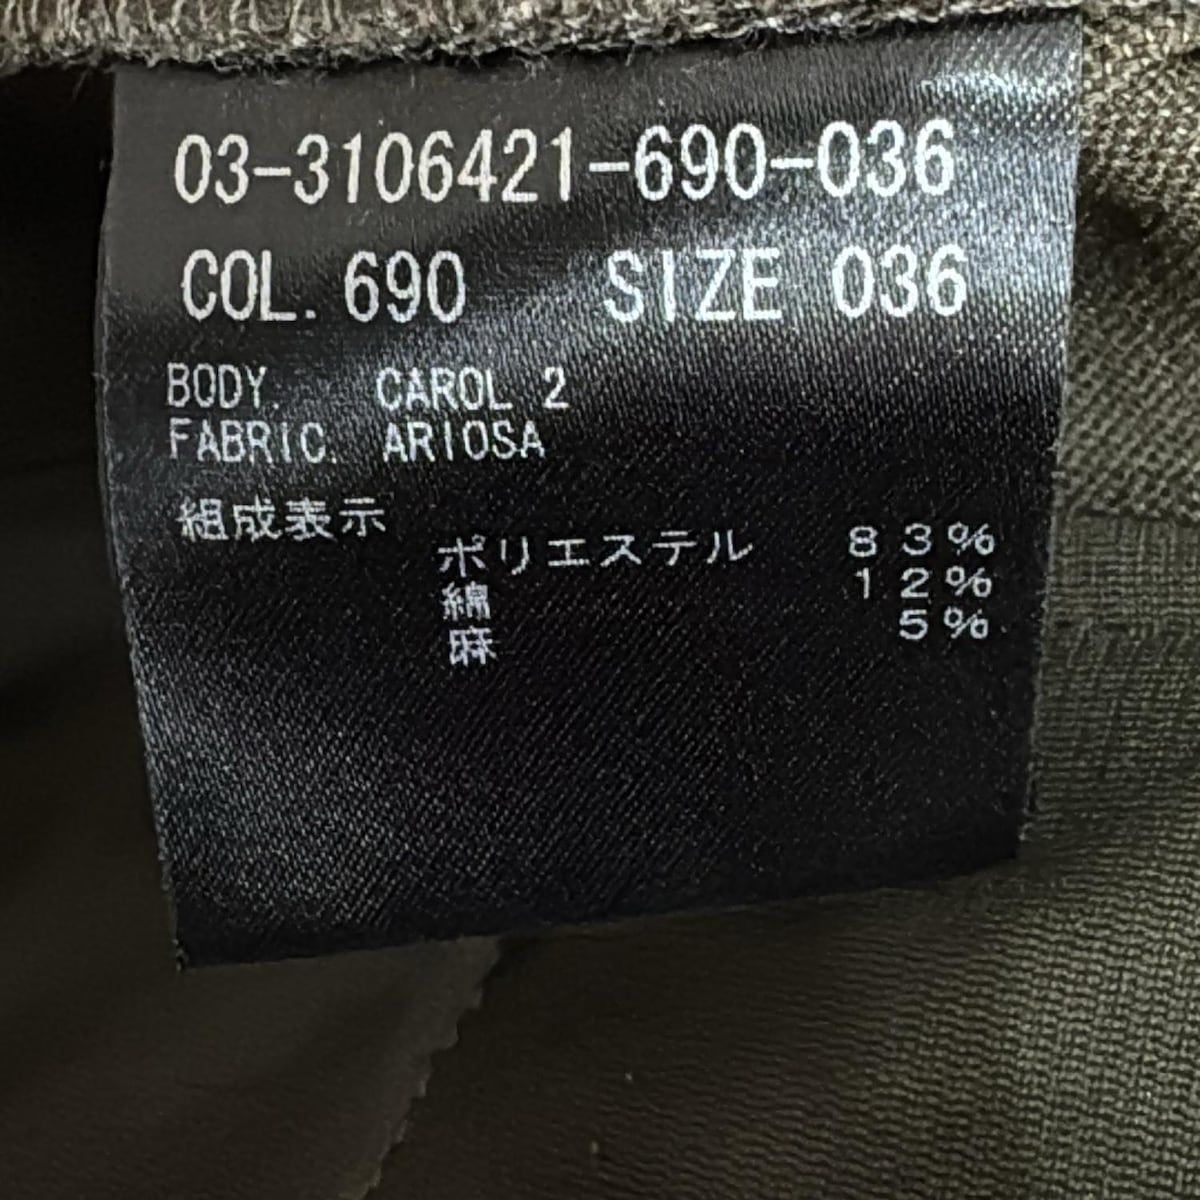 03-3106421-690-036
COL. 690 SIZE 036
BODY. CAROL 2
FABRIC. ARIOSA
組成表示
ポリエステル 83%
綿 12%
麻 5%